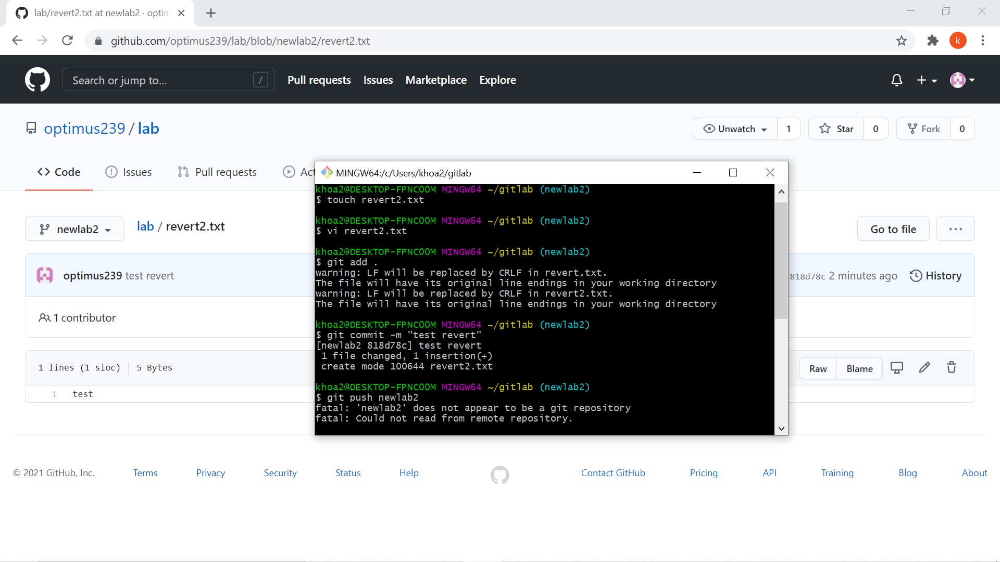 lab/revert2.txt at newlab2 · optim
github.com/optimus239/lab/blob/newlab2/revert2.txt
k
Search or jump to...
/
Pull requests
Issues
Marketplace
Explore
optimus239 / lab
Unwatch
1
Star
0
Fork
0
Code
Issues
Pull requests
Act
newlab2
lab / revert2.txt
Go to file
optimus239 test revert
818d78c 2 minutes ago
History
1 contributor
1 lines (1 sloc)
5 Bytes
Raw
Blame
1
test
MINGW64:/c/Users/khoa2/gitlab
khoa2@DESKTOP-FPNCOOM MINGW64 ~/gitlab (newlab2)
$ touch revert2.txt
khoa2@DESKTOP-FPNCOOM MINGW64 ~/gitlab (newlab2)
$ vi revert2.txt
khoa2@DESKTOP-FPNCOOM MINGW64 ~/gitlab (newlab2)
$ git add .
warning: LF will be replaced by CRLF in revert.txt.
The file will have its original line endings in your working directory
warning: LF will be replaced by CRLF in revert2.txt.
The file will have its original line endings in your working directory
khoa2@DESKTOP-FPNCOOM MINGW64 ~/gitlab (newlab2)
$ git commit -m "test revert"
[newlab2 818d78c] test revert
1 file changed, 1 insertion(+)
create mode 100644 revert2.txt
khoa2@DESKTOP-FPNCOOM MINGW64 ~/gitlab (newlab2)
$ git push newlab2
fatal: 'newlab2' does not appear to be a git repository
fatal: Could not read from remote repository.
© 2021 GitHub, Inc.
Terms
Privacy
Security
Status
Help
Contact GitHub
Pricing
API
Training
Blog
About